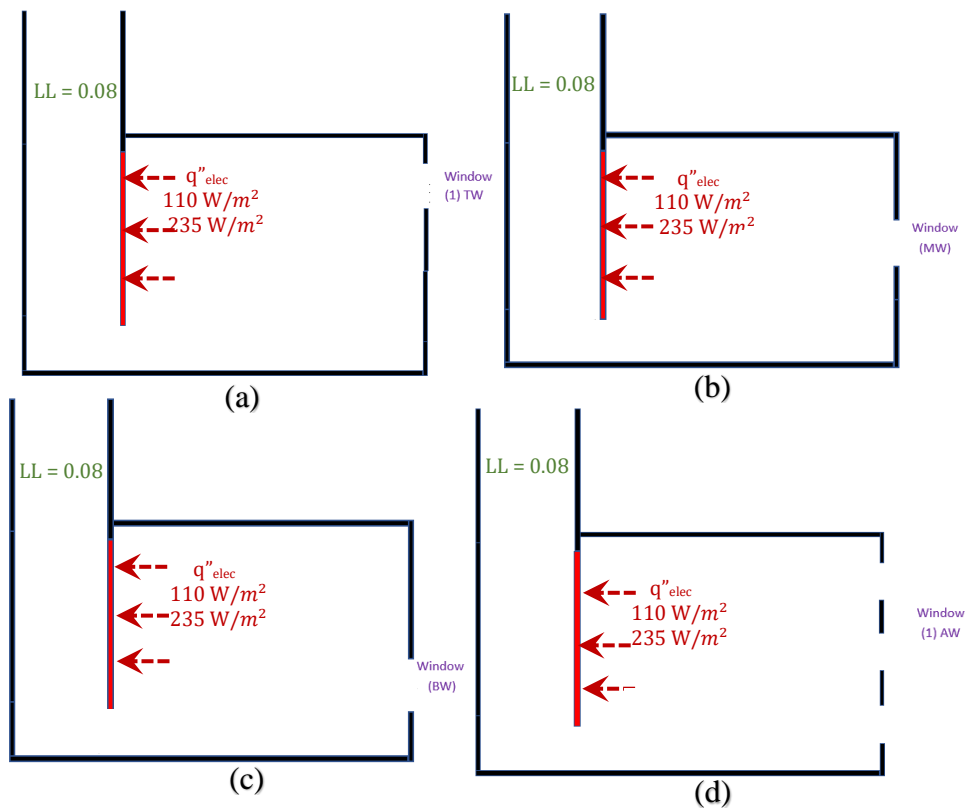 LL = 0.08
q”elec
110 W/m²
235 W/m²
Window
(1) TW
(a)
LL = 0.08
q”elec
110 W/m²
235 W/m²
Window
(MW)
(b)
LL = 0.08
q”elec
110 W/m²
235 W/m²
Window
(BW)
(c)
LL = 0.08
q”elec
110 W/m²
235 W/m²
Window
(1) AW
(d)